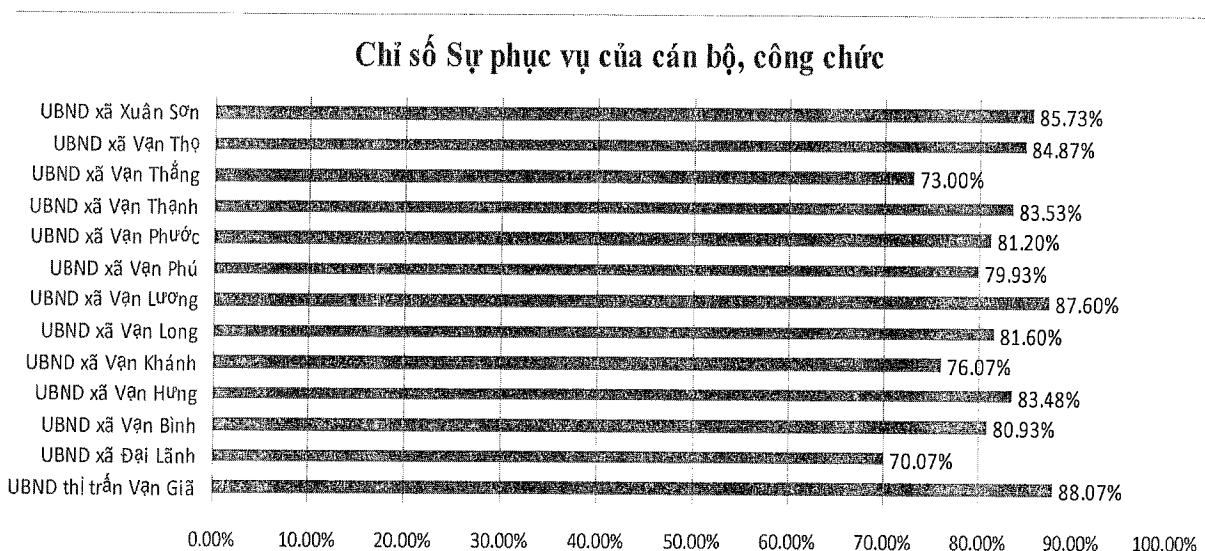 Chỉ số Sự phục vụ của cán bộ, công chức
UBND xã Xuân Sơn 85.73%
UBND xã Vạn Thọ 84.87%
UBND xã Vạn Thắng 73.00%
UBND xã Vạn Thạnh 83.53%
UBND xã Vạn Phước 81.20%
UBND xã Vạn Phú 79.93%
UBND xã Vạn Lương 87.60%
UBND xã Vạn Long 81.60%
UBND xã Vạn Khánh 76.07%
UBND xã Vạn Hưng 83.48%
UBND xã Vạn Bình 80.93%
UBND xã Đại Lãnh 70.07%
UBND thị trấn Vạn Giã 88.07%
0.00% 10.00% 20.00% 30.00% 40.00% 50.00% 60.00% 70.00% 80.00% 90.00% 100.00%